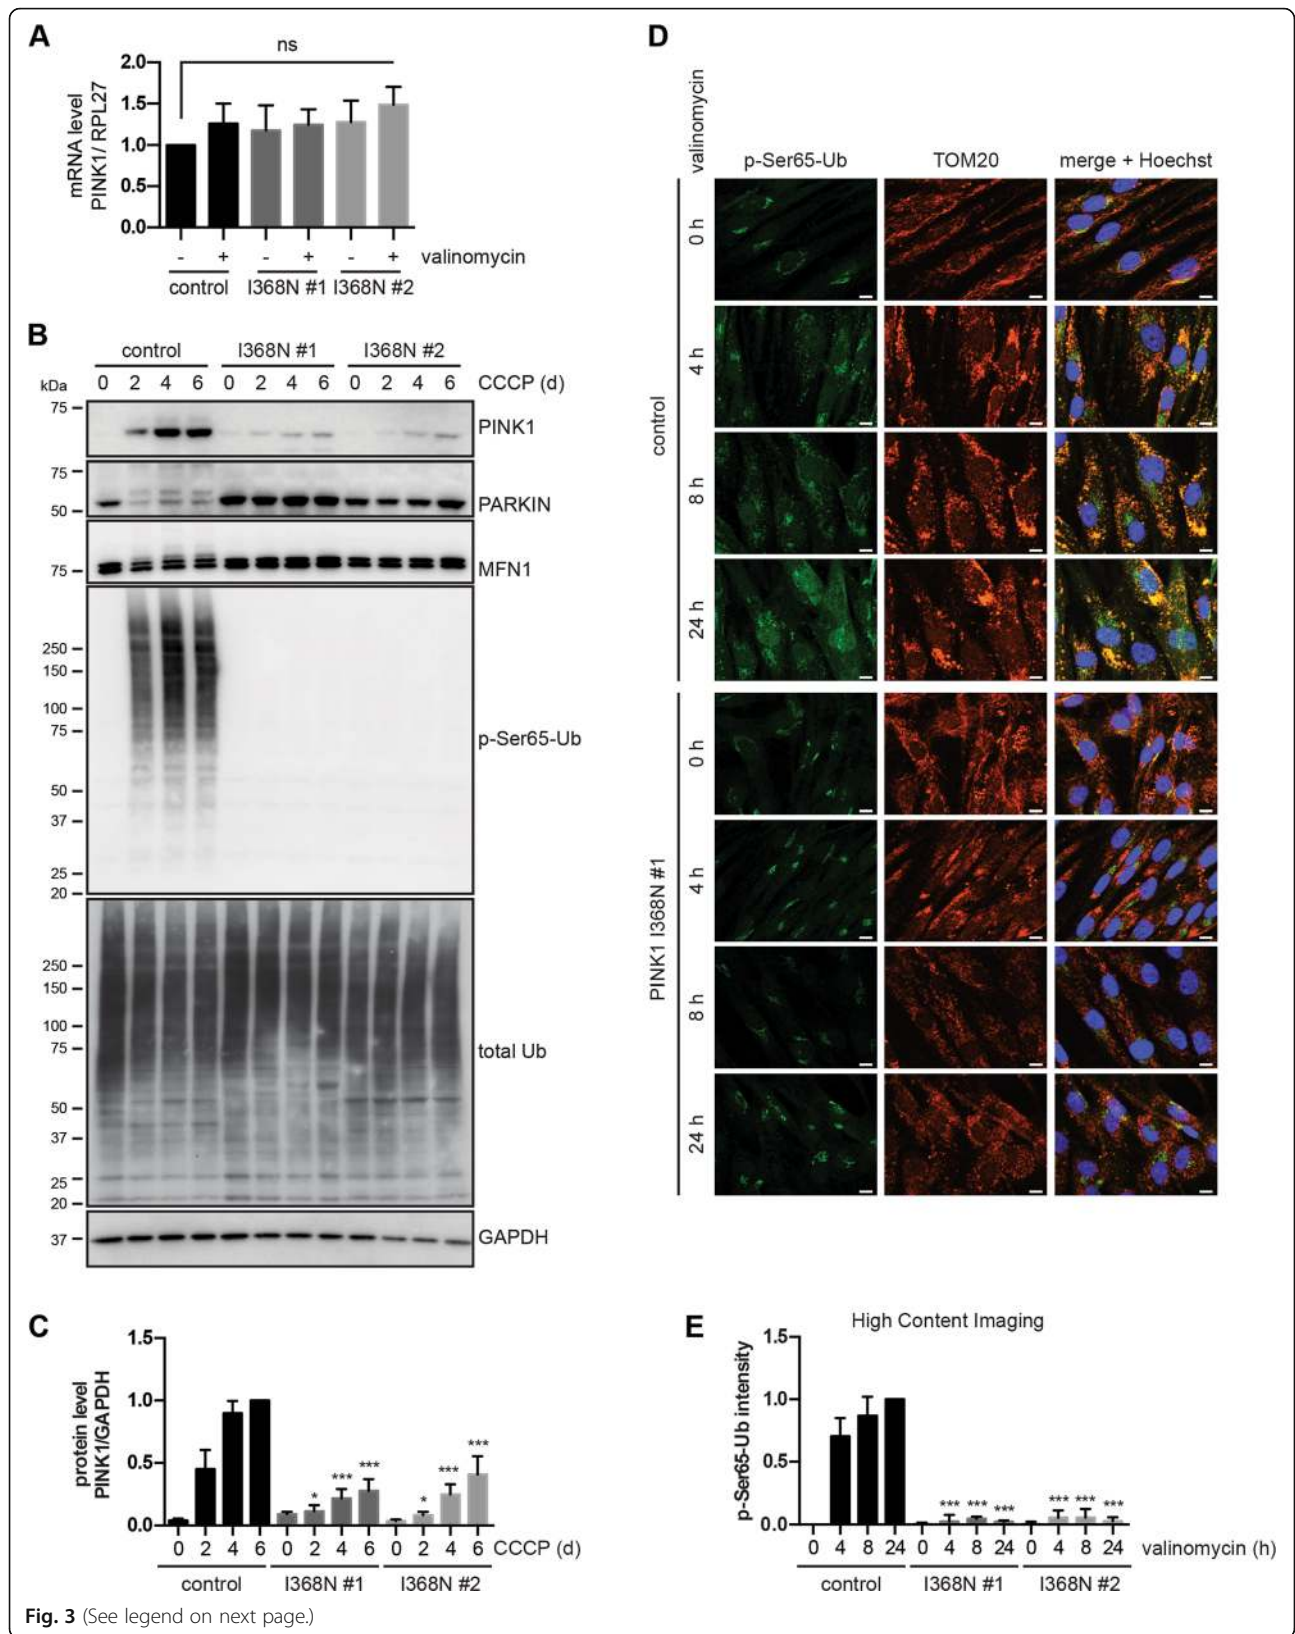 A
ns
mRNA level
PINK1/ RPL27
2.0
1.5
1.0
0.5
0.0
- + - + - + valinomycin
control I368N #1 I368N #2
B
control I368N #1 I368N #2
kDa 0 2 4 6 0 2 4 6 0 2 4 6 CCCP (d)
75
PINK1
75
50
PARKIN
75
MFN1
250
150
100
75
50
37
25
20
p-Ser65-Ub
250
150
100
75
50
37
25
20
total Ub
37
GAPDH
C
protein level
PINK1/GAPDH
1.5
1.0
0.5
0.0
* *** *** * *** ***
0 2 4 6 0 2 4 6 0 2 4 6 CCCP (d)
control I368N #1 I368N #2
D
valinomycin
p-Ser65-Ub TOM20 merge + Hoechst
control
0 h
4 h
8 h
24 h
PINK1 I368N #1
0 h
4 h
8 h
24 h
E
High Content Imaging
p-Ser65-Ub intensity
1.5
1.0
0.5
0.0
*** *** *** *** *** ***
0 4 8 24 0 4 8 24 0 4 8 24 valinomycin (h)
control I368N #1 I368N #2
Fig. 3 (See legend on next page.)